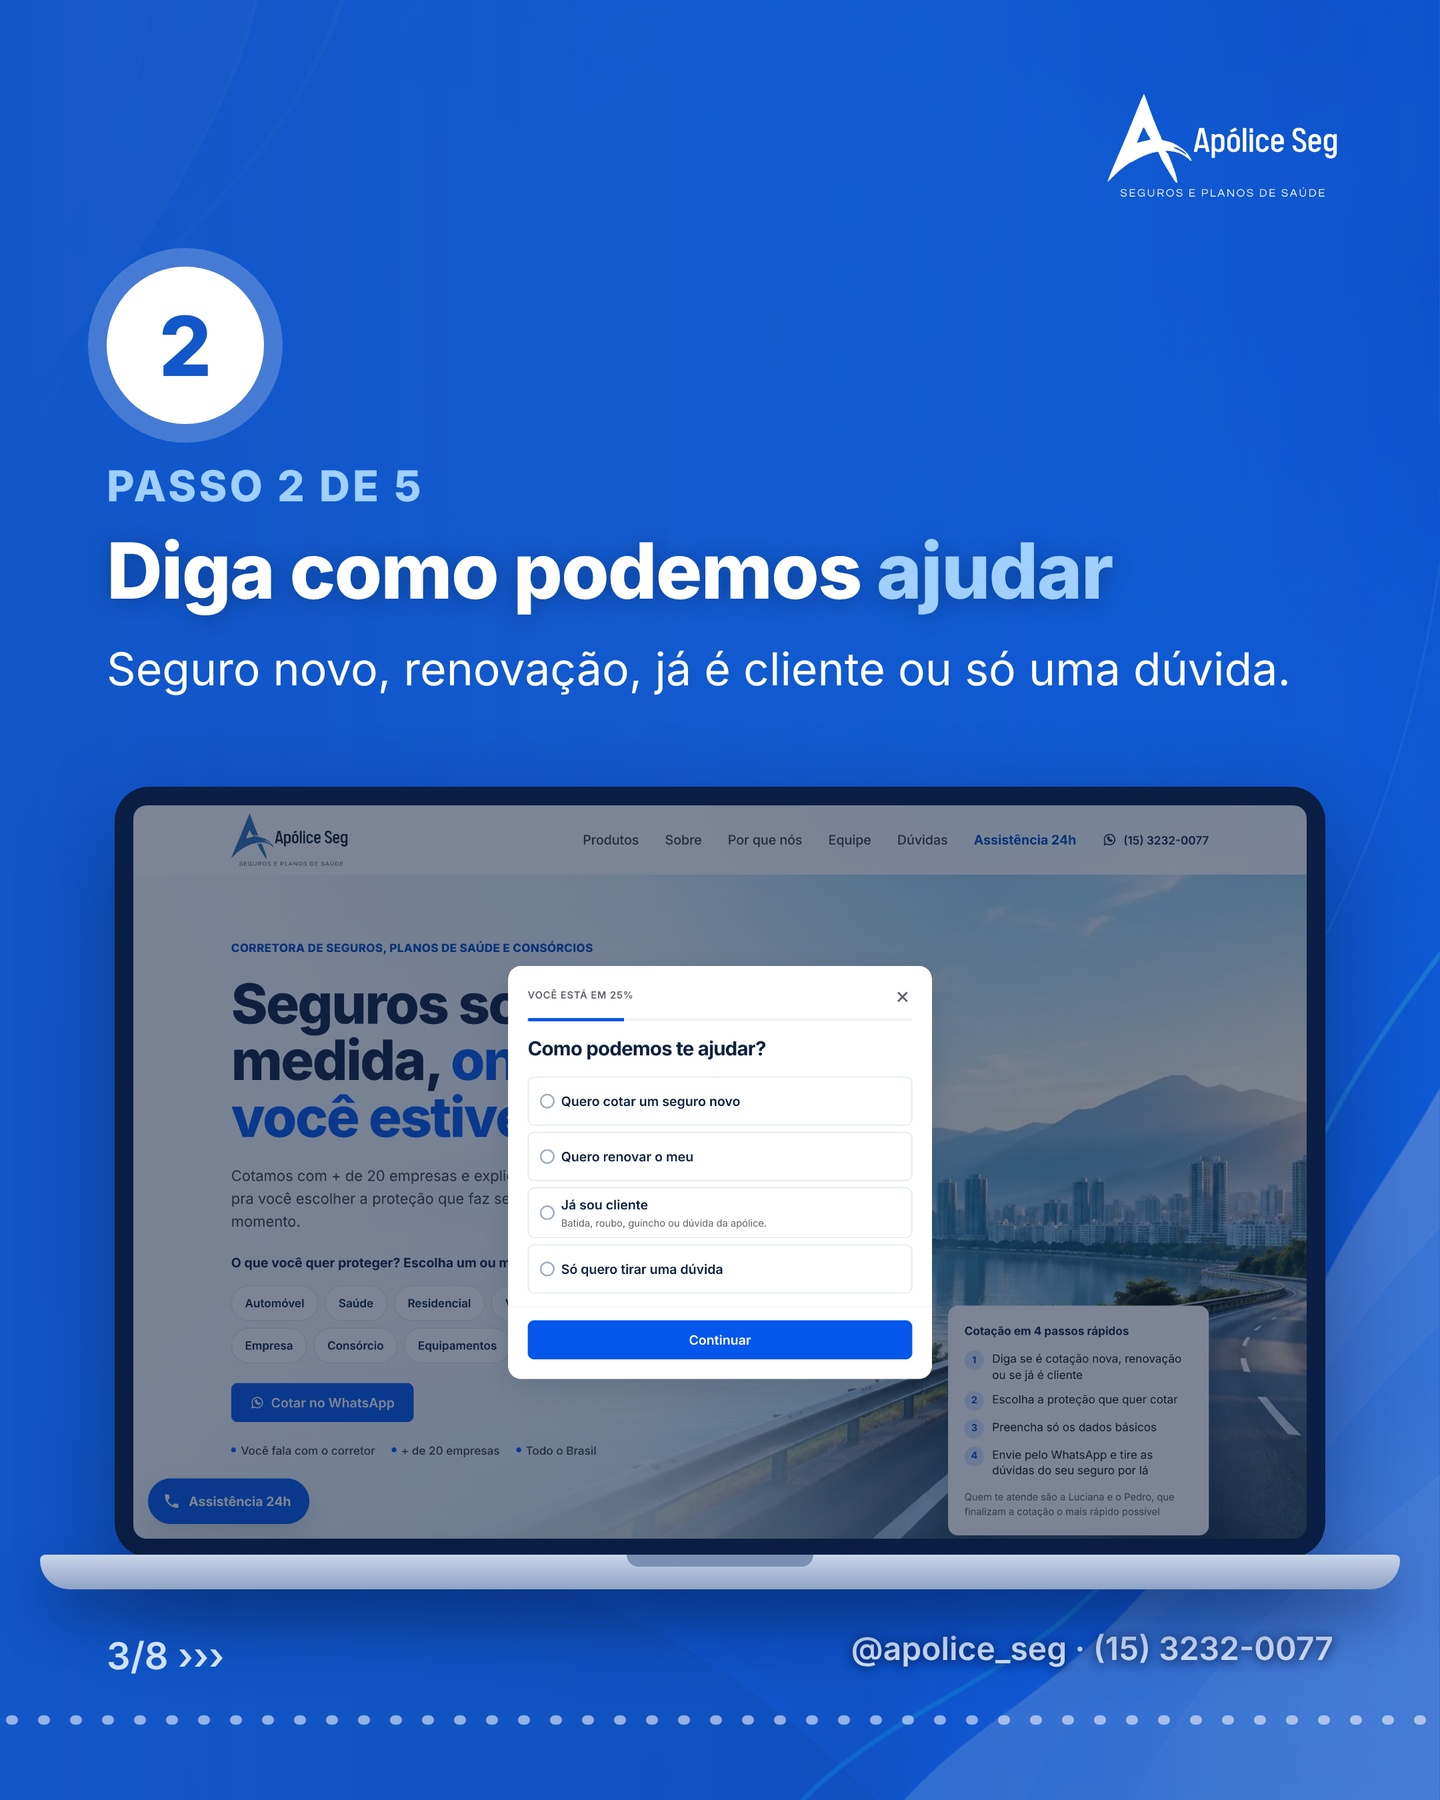 Apólice Seg
SEGUROS E PLANOS DE SAÚDE
2
PASSO 2 DE 5
Diga como podemos ajudar
Seguro novo, renovação, já é cliente ou só uma dúvida.
Apólice Seg
SEGUROS E PLANOS DE SAÚDE
Produtos Sobre Por que nós Equipe Dúvidas Assistência 24h (15) 3232-0077
CORRETORA DE SEGUROS, PLANOS DE SAÚDE E CONSÓRCIOS
Seguros so
medida, on
você estive
Cotamos com + de 20 empresas e expli
pra você escolher a proteção que faz se
momento.
O que você quer proteger? Escolha um ou m
Automóvel Saúde Residencial V
Empresa Consórcio Equipamentos
Cotar no WhatsApp
Você fala com o corretor • + de 20 empresas • Todo o Brasil
Assistência 24h
VOCÊ ESTÁ EM 25%
Como podemos te ajudar?
Quero cotar um seguro novo
Quero renovar o meu
Já sou cliente
Batida, roubo, guincho ou dúvida da apólice.
Só quero tirar uma dúvida
Continuar
Cotação em 4 passos rápidos
1 Diga se é cotação nova, renovação
ou se já é cliente
2 Escolha a proteção que quer cotar
3 Preencha só os dados básicos
4 Envie pelo WhatsApp e tire as
dúvidas do seu seguro por lá
Quem te atende são a Luciana e o Pedro, que
finalizam a cotação o mais rápido possível
3/8 ›››
@apolice_seg · (15) 3232-0077